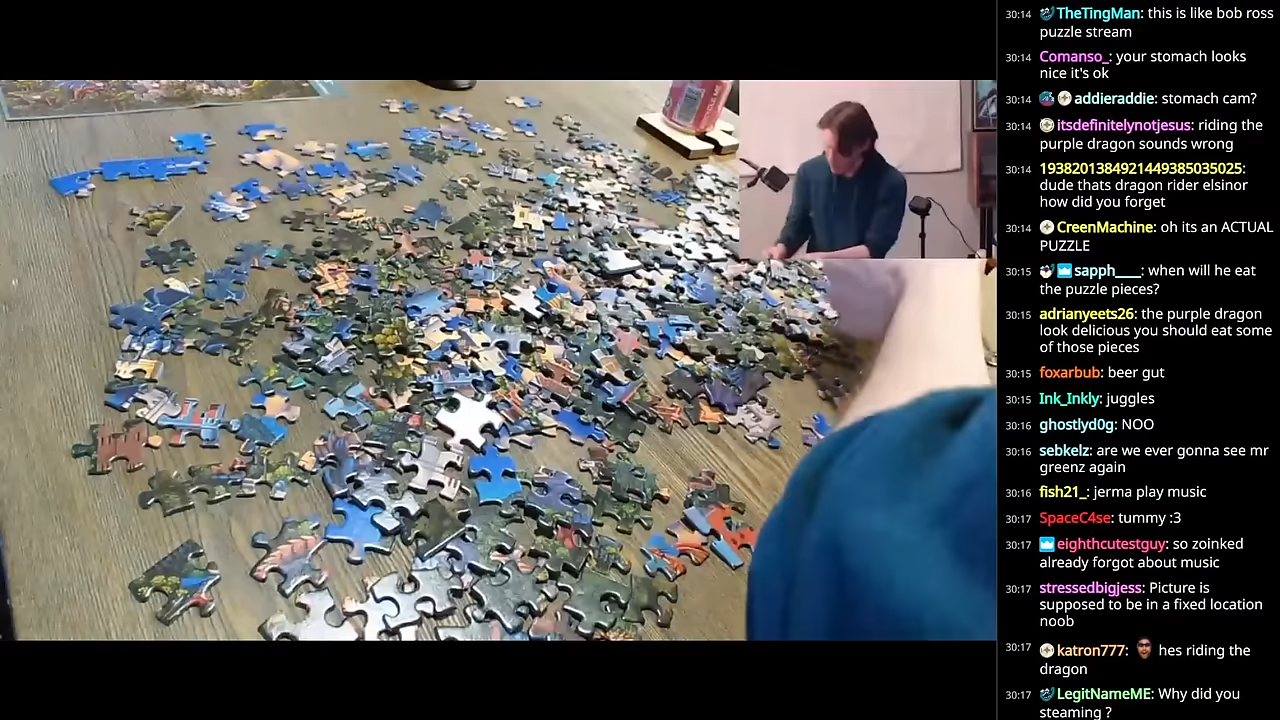 30:14 TheTingMan: this is like bob ross
puzzle stream
30:14 Comanso_: your stomach looks
nice it's ok
30:14 addieraddie: stomach cam?
30:14 itsdefinitelynotjesus: riding the
purple dragon sounds wrong
30:14 1938201384921449385035025:
dude thats dragon rider elsinor
how did you forget
30:14 CreenMachine: oh its an ACTUAL
PUZZLE
30:15 sapph____: when will he eat
the puzzle pieces?
30:15 adrianyeets26: the purple dragon
look delicious you should eat some
of those pieces
30:15 foxarbub: beer gut
30:15 Ink_Inkly: juggles
30:16 ghostlyd0g: NOO
30:16 sebkelz: are we ever gonna see mr
greenz again
30:16 fish21_: jerma play music
30:17 SpaceC4se: tummy :3
30:17 eighthcutestguy: so zoinked
already forgot about music
30:17 stressedbigjess: Picture is
supposed to be in a fixed location
noob
30:17 katron777: hes riding the
dragon
30:17 LegitNameME: Why did you
steaming ?